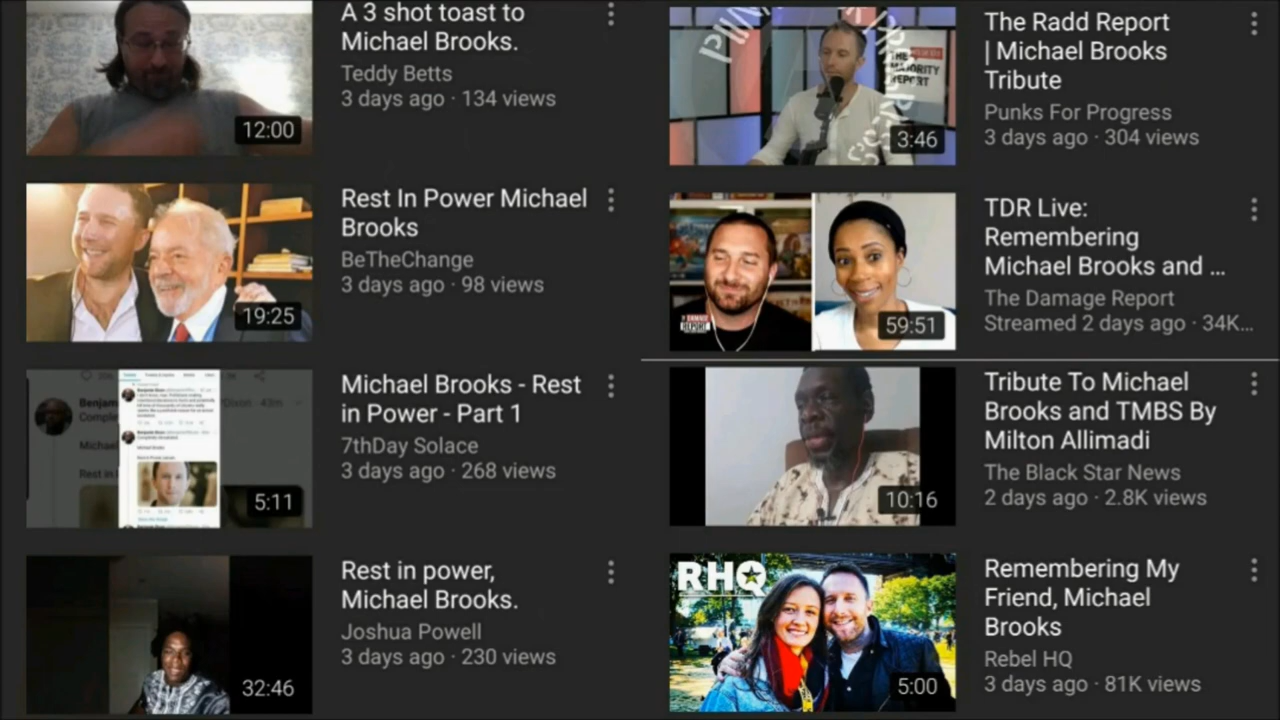 A 3 shot toast to
Michael Brooks.
Teddy Betts
3 days ago · 134 views
12:00
Rest In Power Michael
Brooks
BeTheChange
3 days ago · 98 views
19:25
Michael Brooks - Rest
in Power - Part 1
7thDay Solace
3 days ago · 268 views
5:11
Rest in power,
Michael Brooks.
Joshua Powell
3 days ago · 230 views
32:46
The Radd Report
| Michael Brooks
Tribute
Punks For Progress
3 days ago · 304 views
THE
MAJORITY
REPORT
3:46
TDR Live:
Remembering
Michael Brooks and ...
The Damage Report
Streamed 2 days ago · 34K...
DAMAGE
REPORT
59:51
Tribute To Michael
Brooks and TMBS By
Milton Allimadi
The Black Star News
2 days ago · 2.8K views
10:16
Remembering My
Friend, Michael
Brooks
Rebel HQ
3 days ago · 81K views
RHQ
5:00